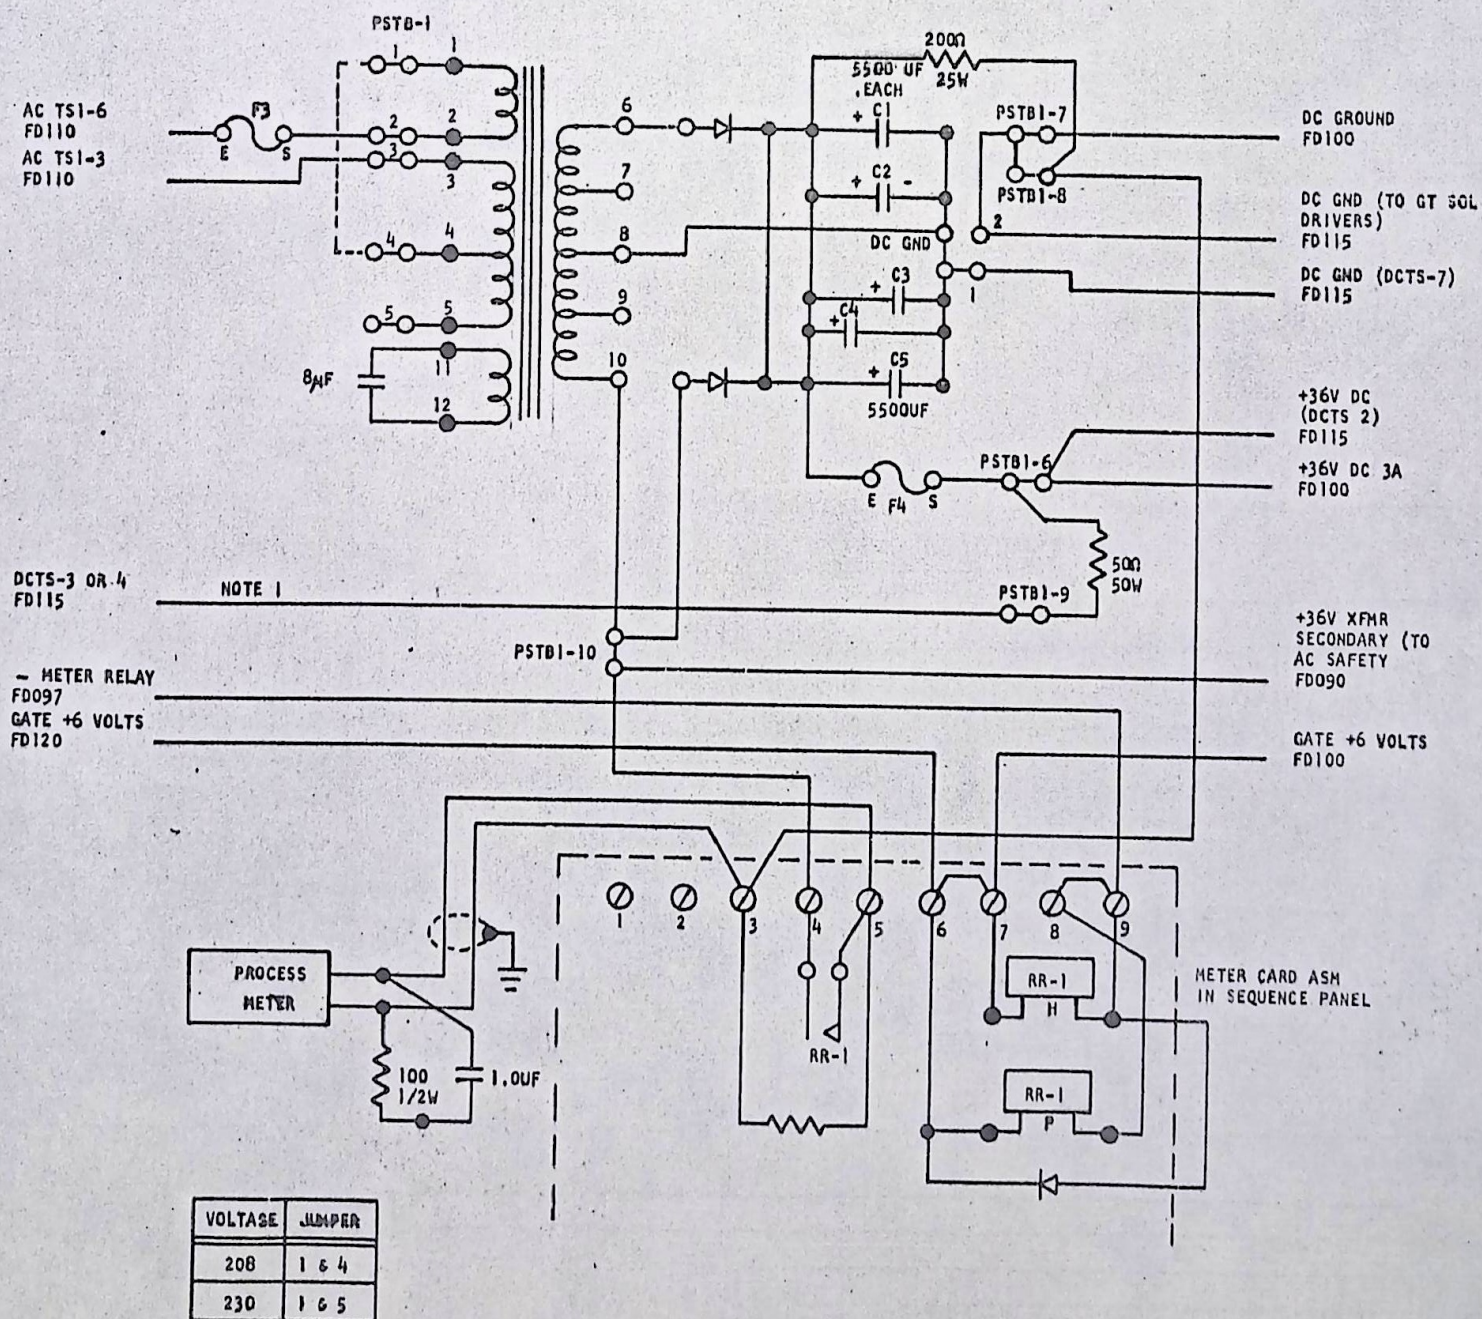 PSTB-1
1
1
AC TS1-6
FD110
F3
E
S
2
2
AC TS1-3
FD110
3
3
4
4
5
5
8µF
11
12
6
7
8
9
10
200Ω
25W
5500 UF
EACH
+
C1
+
C2
-
DC GND
+
C3
+
C4
+
C5
5500UF
PSTB1-7
PSTB1-8
2
1
DC GROUND
FD100
DC GND (TO GT SOL
DRIVERS)
FD115
DC GND (DCTS-7)
FD115
+36V DC
(DCTS 2)
FD115
+36V DC 3A
FD100
PSTB1-6
E
F4
S
50Ω
50W
PSTB1-9
DCTS-3 OR 4
FD115
NOTE 1
PSTB1-10
+36V XFMR
SECONDARY (TO
AC SAFETY
FD090
- METER RELAY
FD097
GATE +6 VOLTS
FD120
GATE +6 VOLTS
FD100
1
2
3
4
5
6
7
8
9
PROCESS
METER
100
1/2W
1.0UF
RR-1
RR-1
H
RR-1
P
METER CARD ASM
IN SEQUENCE PANEL
VOLTAGE JUMPER
208 1 & 4
230 1 & 5